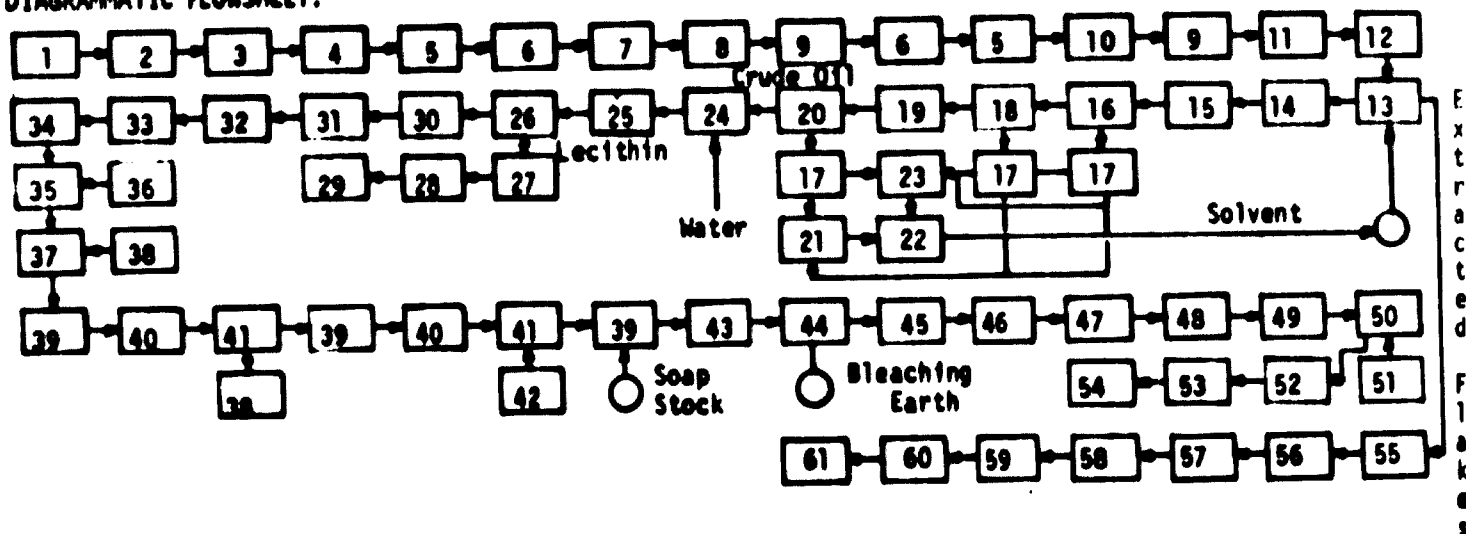 DIAGRAMMATIC FLOWSHEET:
1 2 3 4 5 6 7 8 9 6 5 10 9 11 12
Crude Oil
34 33 32 31 30 26 25 24 20 19 18 16 15 14 13
Lecithin
35 36 29 28 27 17 23 17 17
Water
Solvent
37 38 21 22
39 40 41 39 40 41 39 43 44 45 46 47 48 49 50
38 42
Soap
Stock
Bleaching
Earth
54 53 52 51
61 60 59 58 57 56 55
Extracted Flakes